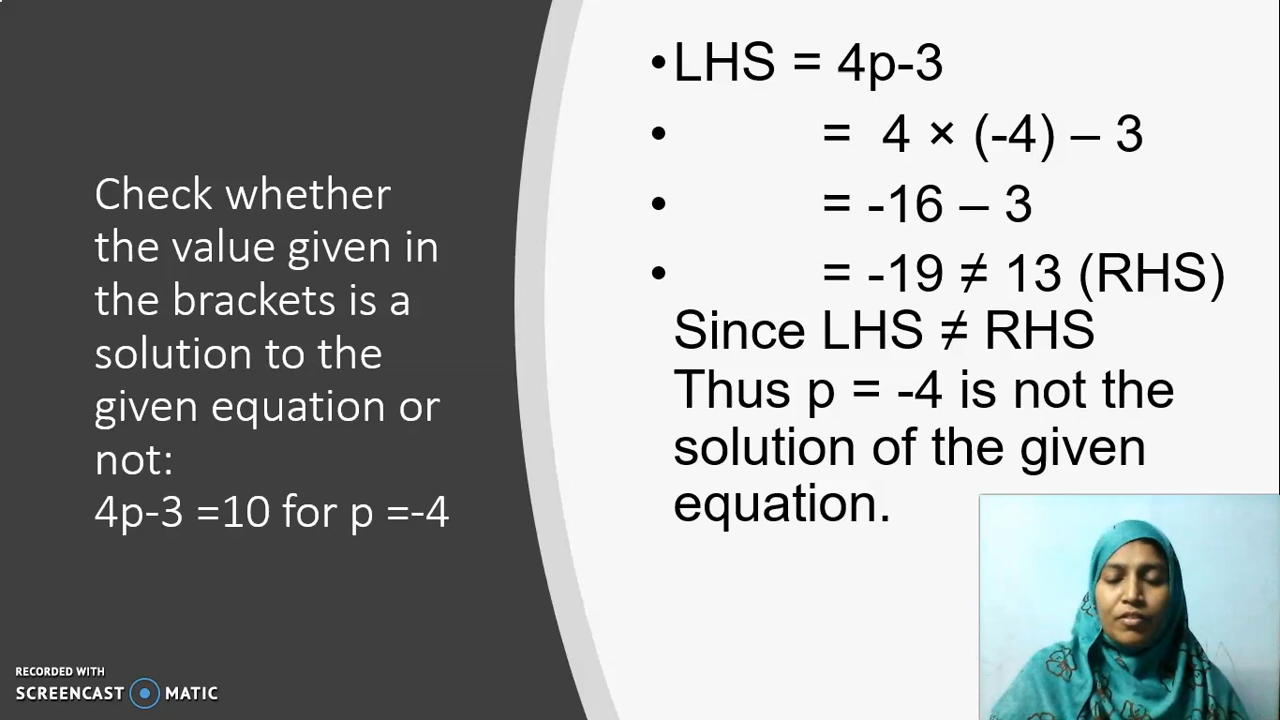 Check whether
the value given in
the brackets is a
solution to the
given equation or
not:
4p-3 =10 for p =-4
•LHS = 4p-3
• = 4 × (-4) – 3
• = -16 – 3
• = -19 ≠ 13 (RHS)
Since LHS ≠ RHS
Thus p = -4 is not the
solution of the given
equation.
RECORDED WITH
SCREENCAST MATIC